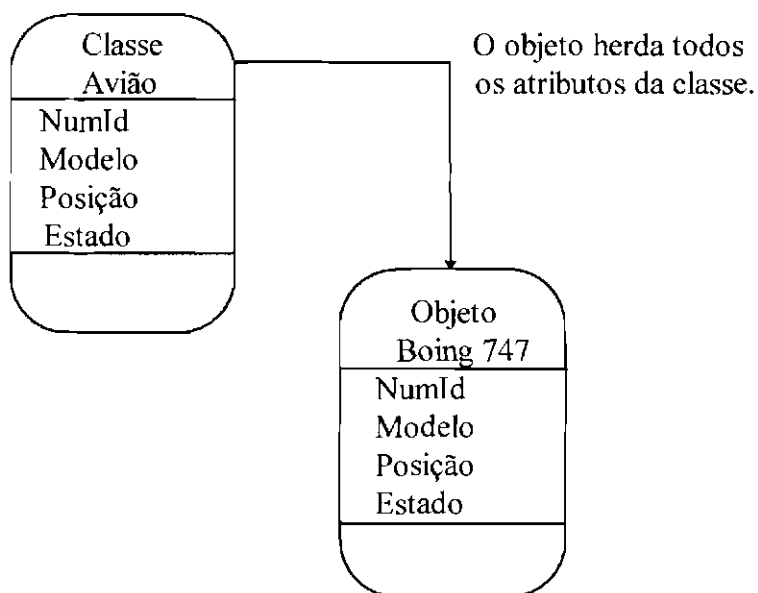 Classe
Avião
NumId
Modelo
Posição
Estado
O objeto herda todos
os atributos da classe.
Objeto
Boing 747
NumId
Modelo
Posição
Estado